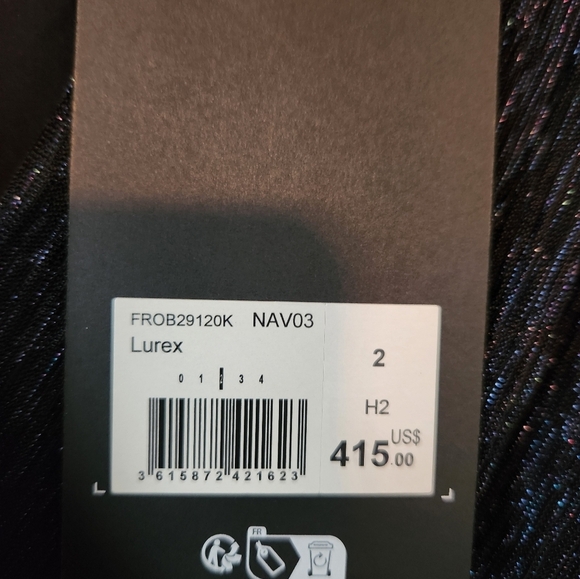 FROB29120K NAV03
Lurex
0 1 2 3 4
3 615872 421623
2
H2
415.00 US$
FR